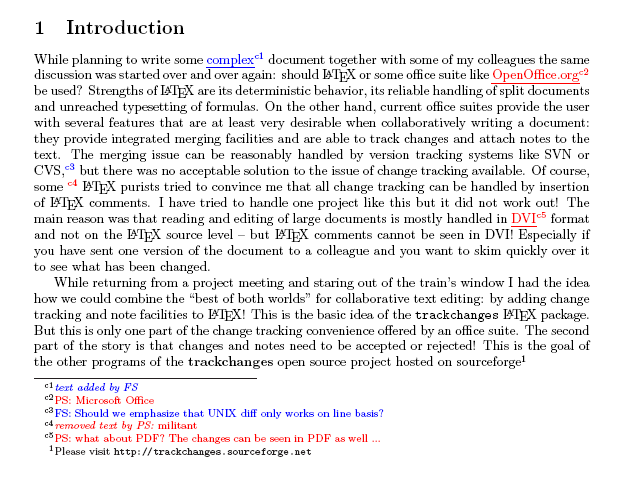 1 Introduction
While planning to write some complex^c1 document together with some of my colleagues the same
discussion was started over and over again: should LATEX or some office suite like OpenOffice.org^c2
be used? Strengths of LATEX are its deterministic behavior, its reliable handling of split documents
and unreached typesetting of formulas. On the other hand, current office suites provide the user
with several features that are at least very desirable when collaboratively writing a document:
they provide integrated merging facilities and are able to track changes and attach notes to the
text. The merging issue can be reasonably handled by version tracking systems like SVN or
CVS,^c3 but there was no acceptable solution to the issue of change tracking available. Of course,
some ^c4 LATEX purists tried to convince me that all change tracking can be handled by insertion
of LATEX comments. I have tried to handle one project like this but it did not work out! The
main reason was that reading and editing of large documents is mostly handled in DVI^c5 format
and not on the LATEX source level – but LATEX comments cannot be seen in DVI! Especially if
you have sent one version of the document to a colleague and you want to skim quickly over it
to see what has been changed.
While returning from a project meeting and staring out of the train's window I had the idea
how we could combine the “best of both worlds” for collaborative text editing: by adding change
tracking and note facilities to LATEX! This is the basic idea of the trackchanges LATEX package.
But this is only one part of the change tracking convenience offered by an office suite. The second
part of the story is that changes and notes need to be accepted or rejected! This is the goal of
the other programs of the trackchanges open source project hosted on sourceforge^1
^c1 text added by FS
^c2 PS: Microsoft Office
^c3 FS: Should we emphasize that UNIX diff only works on line basis?
^c4 removed text by PS: militant
^c5 PS: what about PDF? The changes can be seen in PDF as well ...
^1 Please visit http://trackchanges.sourceforge.net